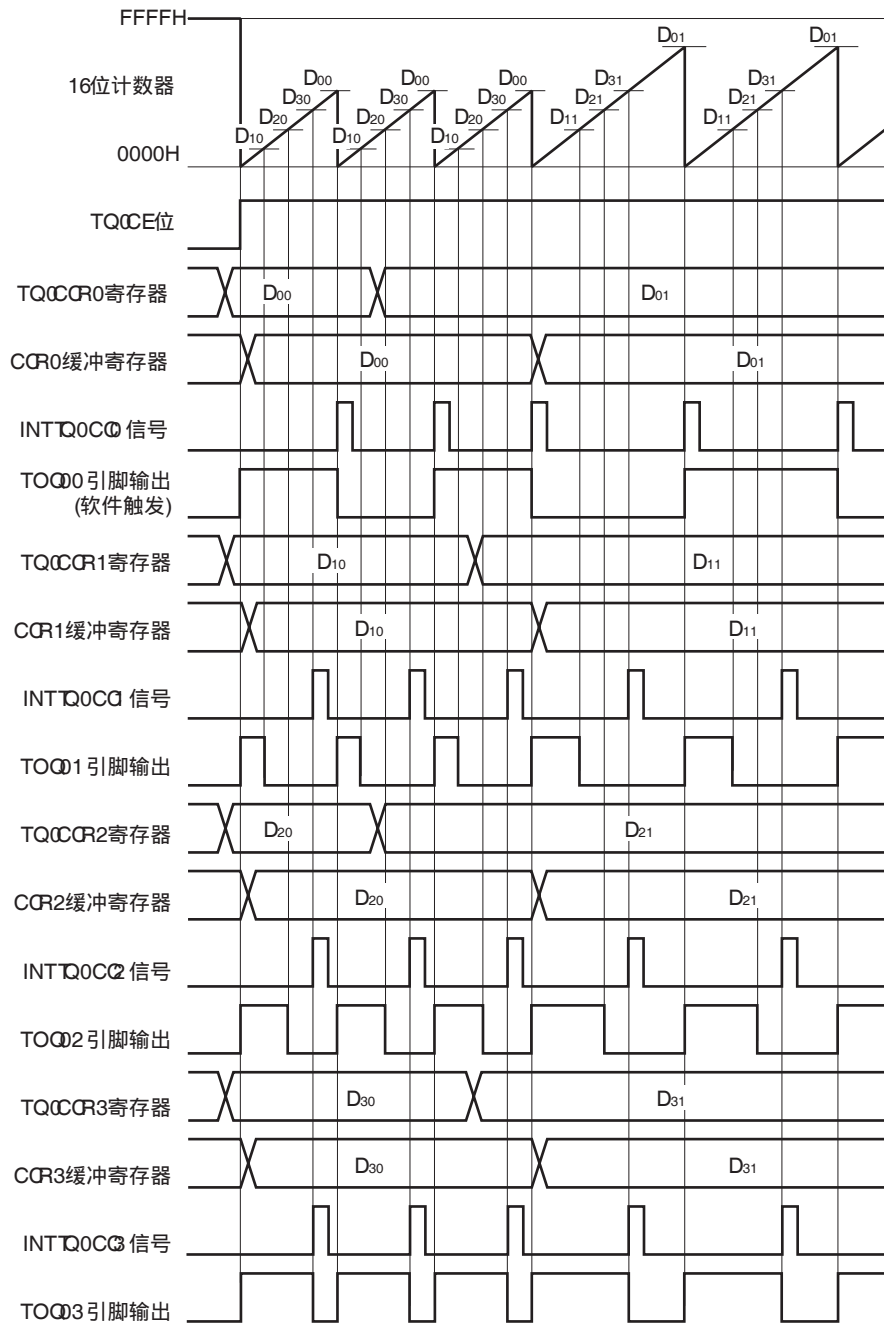 FFFFH
D01 D01
16位计数器
D00 D00 D00
D30 D30 D30 D31 D31
D20 D20 D20 D21 D21
D10 D10 D10 D11 D11
0000H
TQ0CE位
TQ0CCR0寄存器 D00 D01
CCR0缓冲寄存器 D00 D01
INTTQ0CC0 信号
TOQ00 引脚输出
(软件触发)
TQ0CCR1寄存器 D10 D11
CCR1缓冲寄存器 D10 D11
INTTQ0CC1 信号
TOQ01 引脚输出
TQ0CCR2寄存器 D20 D21
CCR2缓冲寄存器 D20 D21
INTTQ0CC2 信号
TOQ02 引脚输出
TQ0CCR3寄存器 D30 D31
CCR3缓冲寄存器 D30 D31
INTTQ0CC3 信号
TOQ03 引脚输出